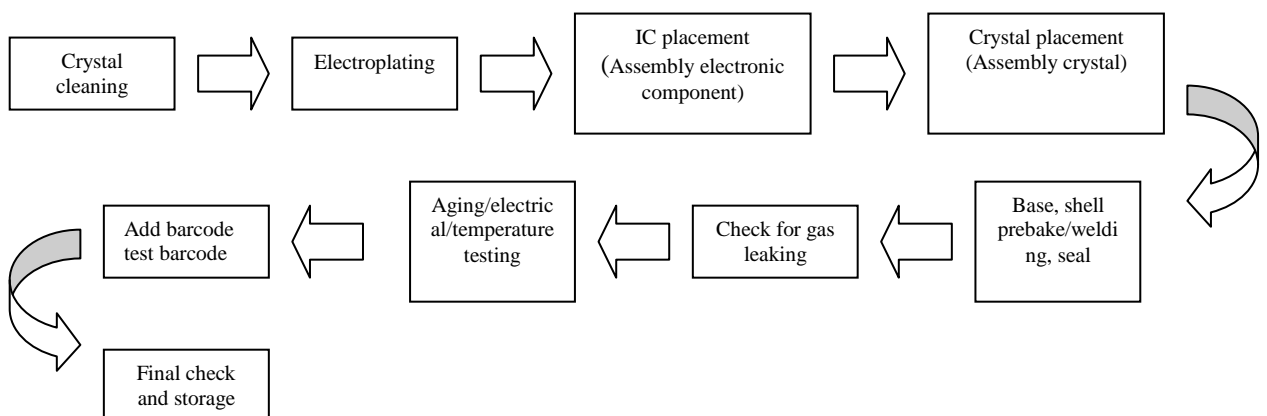 Crystal
cleaning
Electroplating
IC placement
(Assembly electronic
component)
Crystal placement
(Assembly crystal)
Base, shell
prebake/weldi
ng, seal
Check for gas
leaking
Aging/electric
al/temperature
testing
Add barcode
test barcode
Final check
and storage